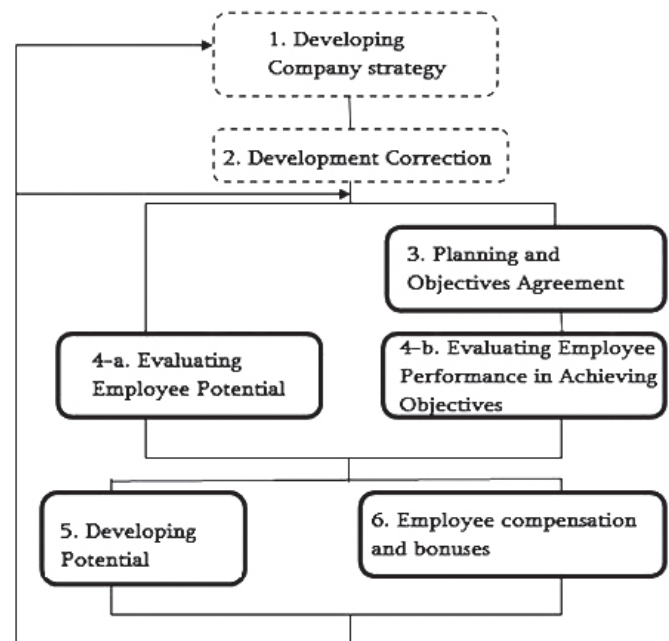 1. Developing
Company strategy
2. Development Correction
3. Planning and
Objectives Agreement
4-a. Evaluating
Employee Potential
4-b. Evaluating Employee
Performance in Achieving
Objectives
5. Developing
Potential
6. Employee compensation
and bonuses